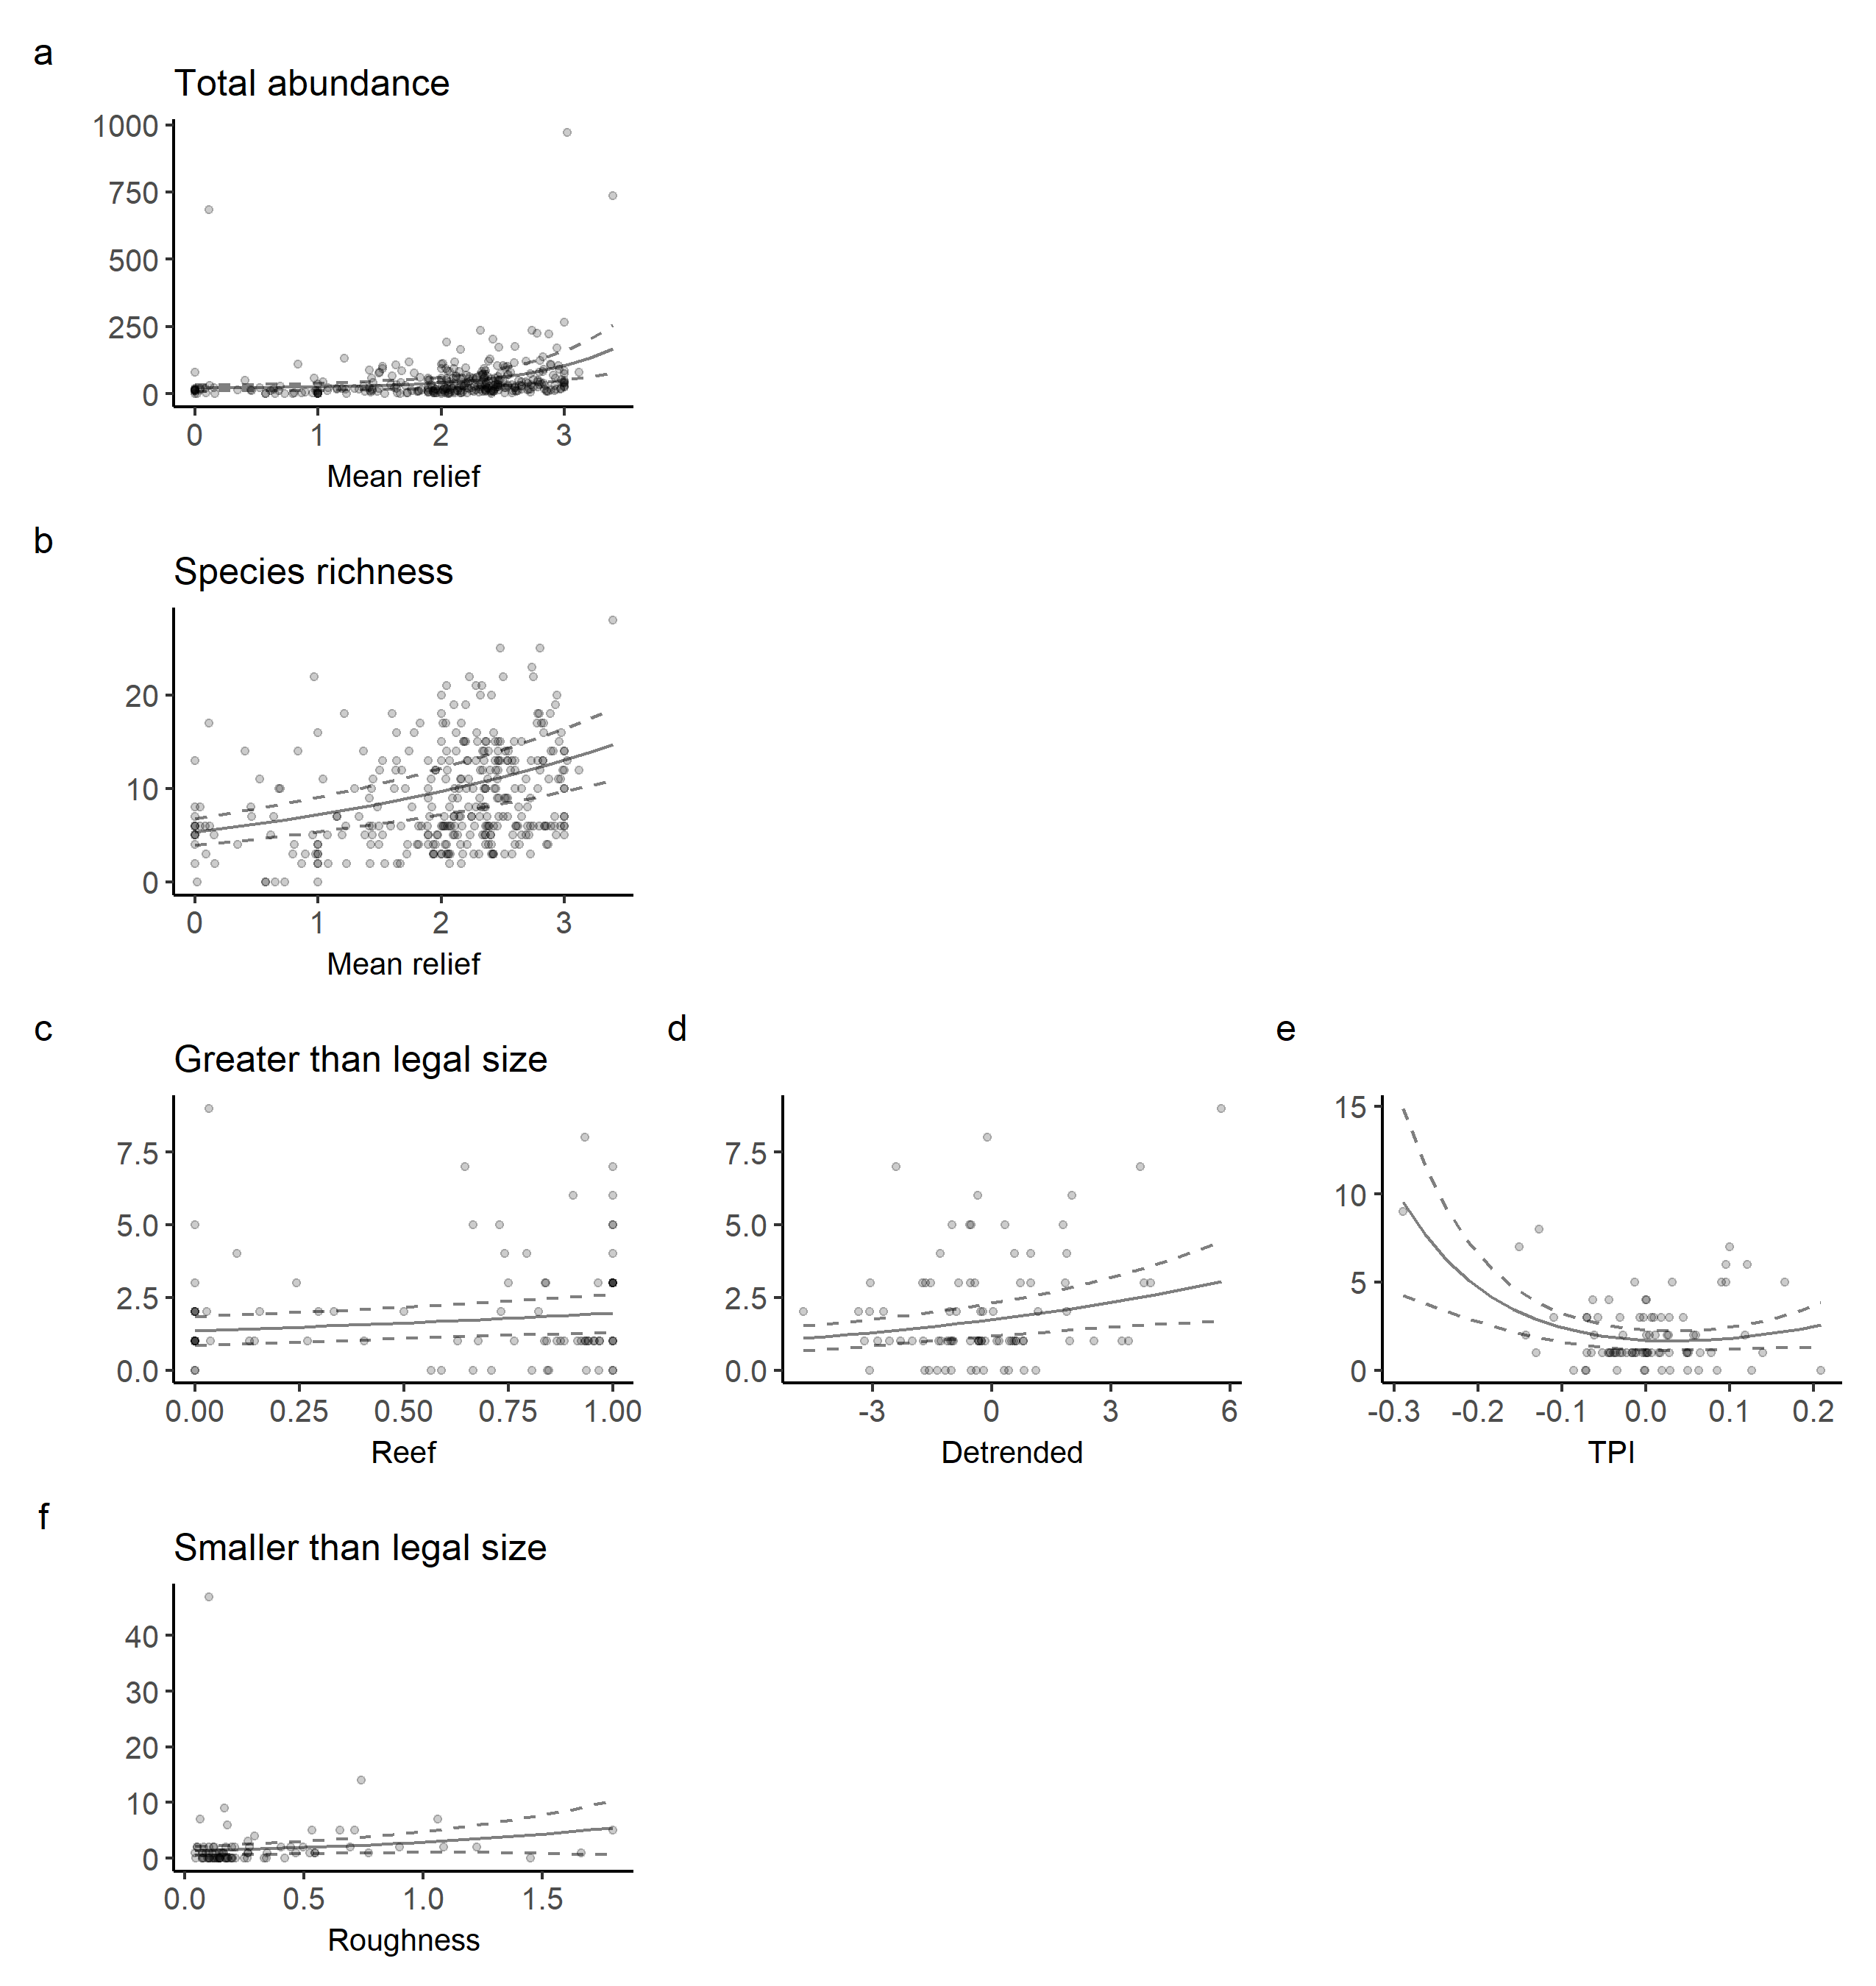 a
Total abundance
1000
750
500
250
0
0 1 2 3
Mean relief
b
Species richness
20
10
0
0 1 2 3
Mean relief
c
Greater than legal size
7.5
5.0
2.5
0.0
0.00 0.25 0.50 0.75 1.00
Reef
d
7.5
5.0
2.5
0.0
-3 0 3 6
Detrended
e
15
10
5
0
-0.3 -0.2 -0.1 0.0 0.1 0.2
TPI
f
Smaller than legal size
40
30
20
10
0
0.0 0.5 1.0 1.5
Roughness